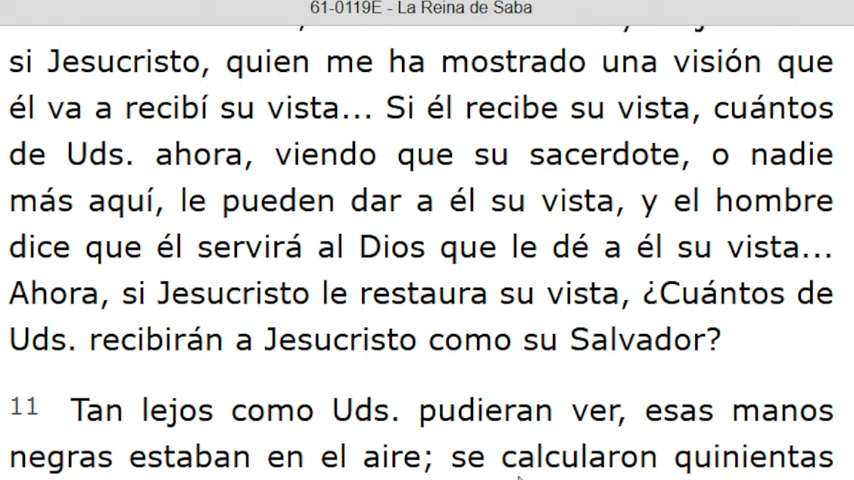 61-0119E - La Reina de Saba
si Jesucristo, quien me ha mostrado una visión que
él va a recibí su vista... Si él recibe su vista, cuántos
de Uds. ahora, viendo que su sacerdote, o nadie
más aquí, le pueden dar a él su vista, y el hombre
dice que él servirá al Dios que le dé a él su vista...
Ahora, si Jesucristo le restaura su vista, ¿Cuántos de
Uds. recibirán a Jesucristo como su Salvador?
11 Tan lejos como Uds. pudieran ver, esas manos
negras estaban en el aire; se calcularon quinientas